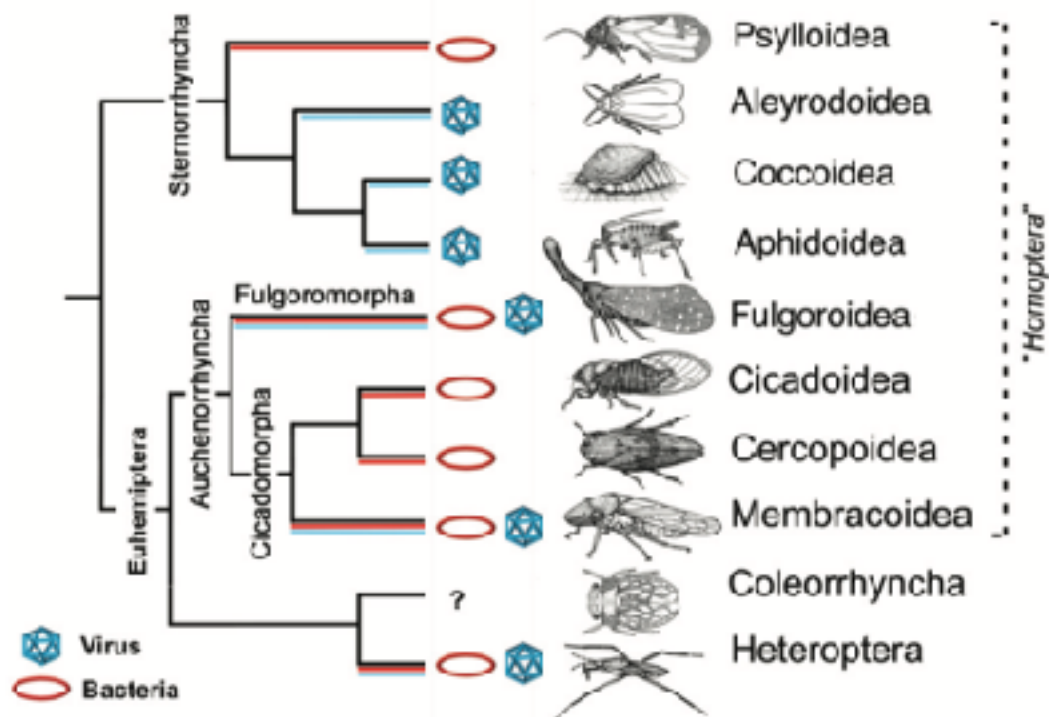 Psylloidea
Sternorrhyncha
Aleyrodoidea
Coccoidea
Aphidoidea
"Homoptera"
Fulgoromorpha
Fulgoroidea
Auchenorrhyncha
Cicadoidea
Cicadomorpha
Cercopoidea
Euhemiptera
Membracoidea
?
Coleorrhyncha
Heteroptera
Virus
Bacteria